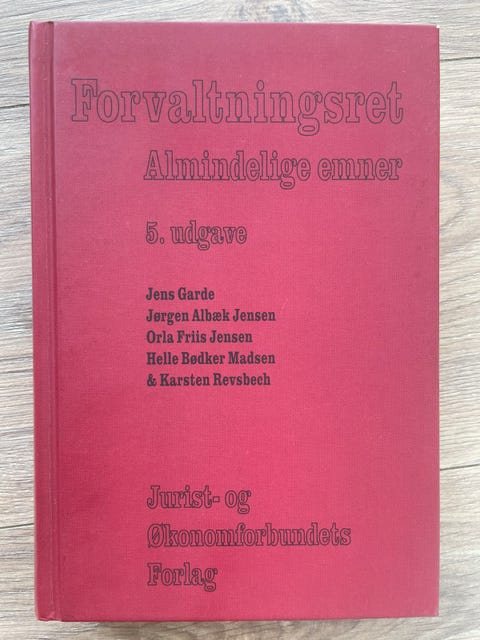 Forvaltningsret
Almindelige emner
5. udgave
Jens Garde
Jørgen Albæk Jensen
Orla Friis Jensen
Helle Bødker Madsen
& Karsten Revsbech
Jurist- og
Økonomforbundets
Forlag